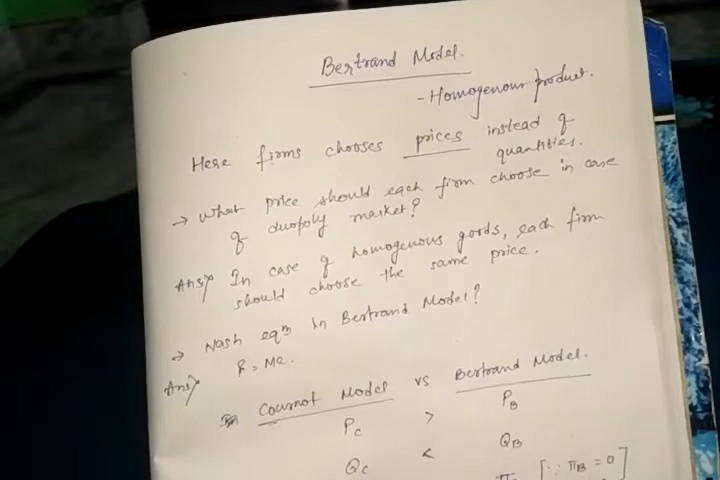 Bertrand Model.
- Homogenour product.
Here firms chooses prices instead of quantities.
→ What price should each firm choose in case
of duopoly market?
Ans> In case of homogenous goods, each firm
should choose the same price.
→ Nash eqm in Bertrand Model?
Ans> P = MC.
Cournot Model vs Bertrand Model.
Pc > PB
Qc < QB
[∵ πB = 0]